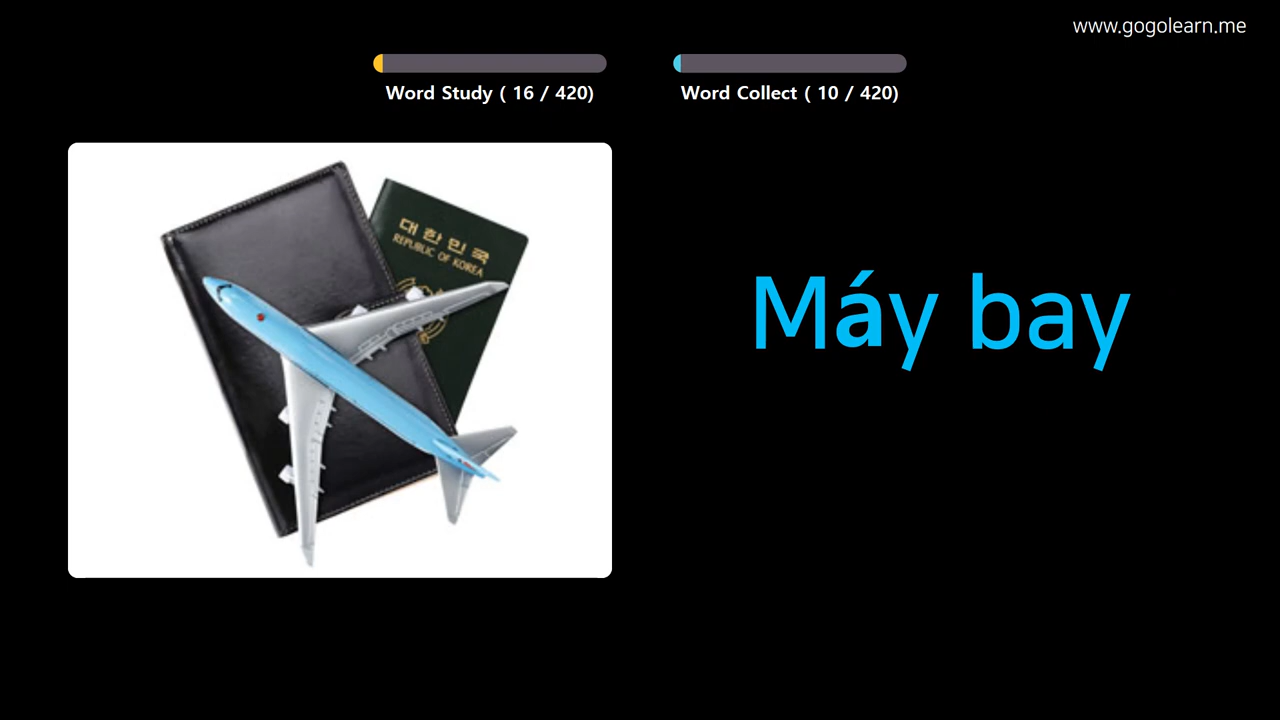 www.gogolearn.me
Word Study ( 16 / 420)
Word Collect ( 10 / 420)
대한민국
REPUBLIC OF KOREA
Máy bay